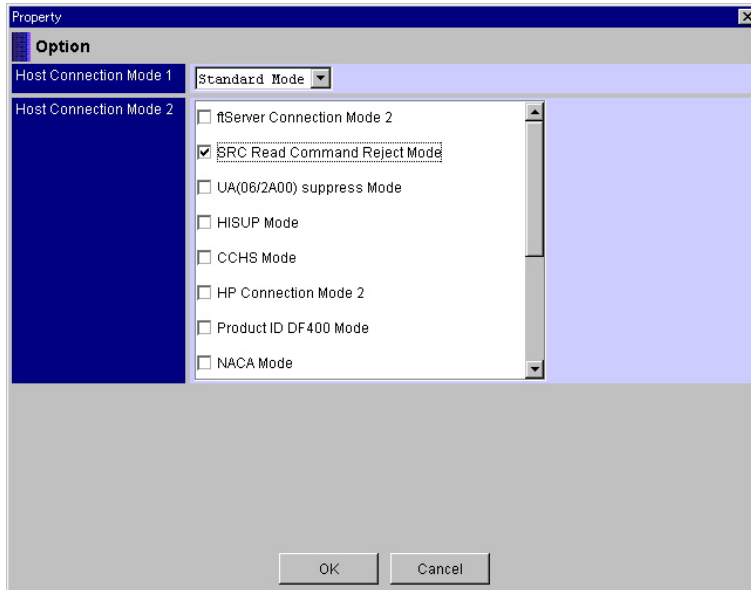 Property
Option
Host Connection Mode 1
Standard Mode
Host Connection Mode 2
ftServer Connection Mode 2
SRC Read Command Reject Mode
UA(06/2A00) suppress Mode
HISUP Mode
CCHS Mode
HP Connection Mode 2
Product ID DF400 Mode
NACA Mode
OK
Cancel